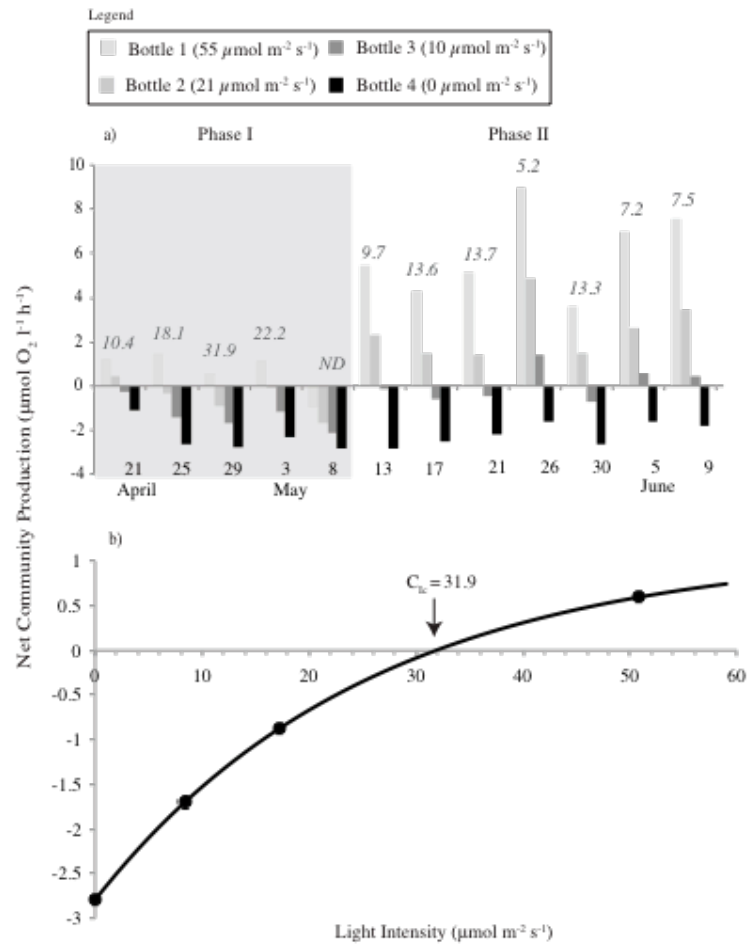 Legend
Bottle 1 (55 µmol m⁻² s⁻¹) Bottle 3 (10 µmol m⁻² s⁻¹)
Bottle 2 (21 µmol m⁻² s⁻¹) Bottle 4 (0 µmol m⁻² s⁻¹)
a) Phase I Phase II
Net Community Production (µmol O₂ l⁻¹ h⁻¹)
10
8
6
4
2
0
-2
-4
10.4 18.1 31.9 22.2 ND 9.7 13.6 13.7 5.2 13.3 7.2 7.5
21 25 29 3 8 13 17 21 26 30 5 9
April May June
b)
C_Ic = 31.9
1
0.5
0
-0.5
-1
-1.5
-2
-2.5
-3
0 10 20 30 40 50 60
Light Intensity (µmol m⁻² s⁻¹)